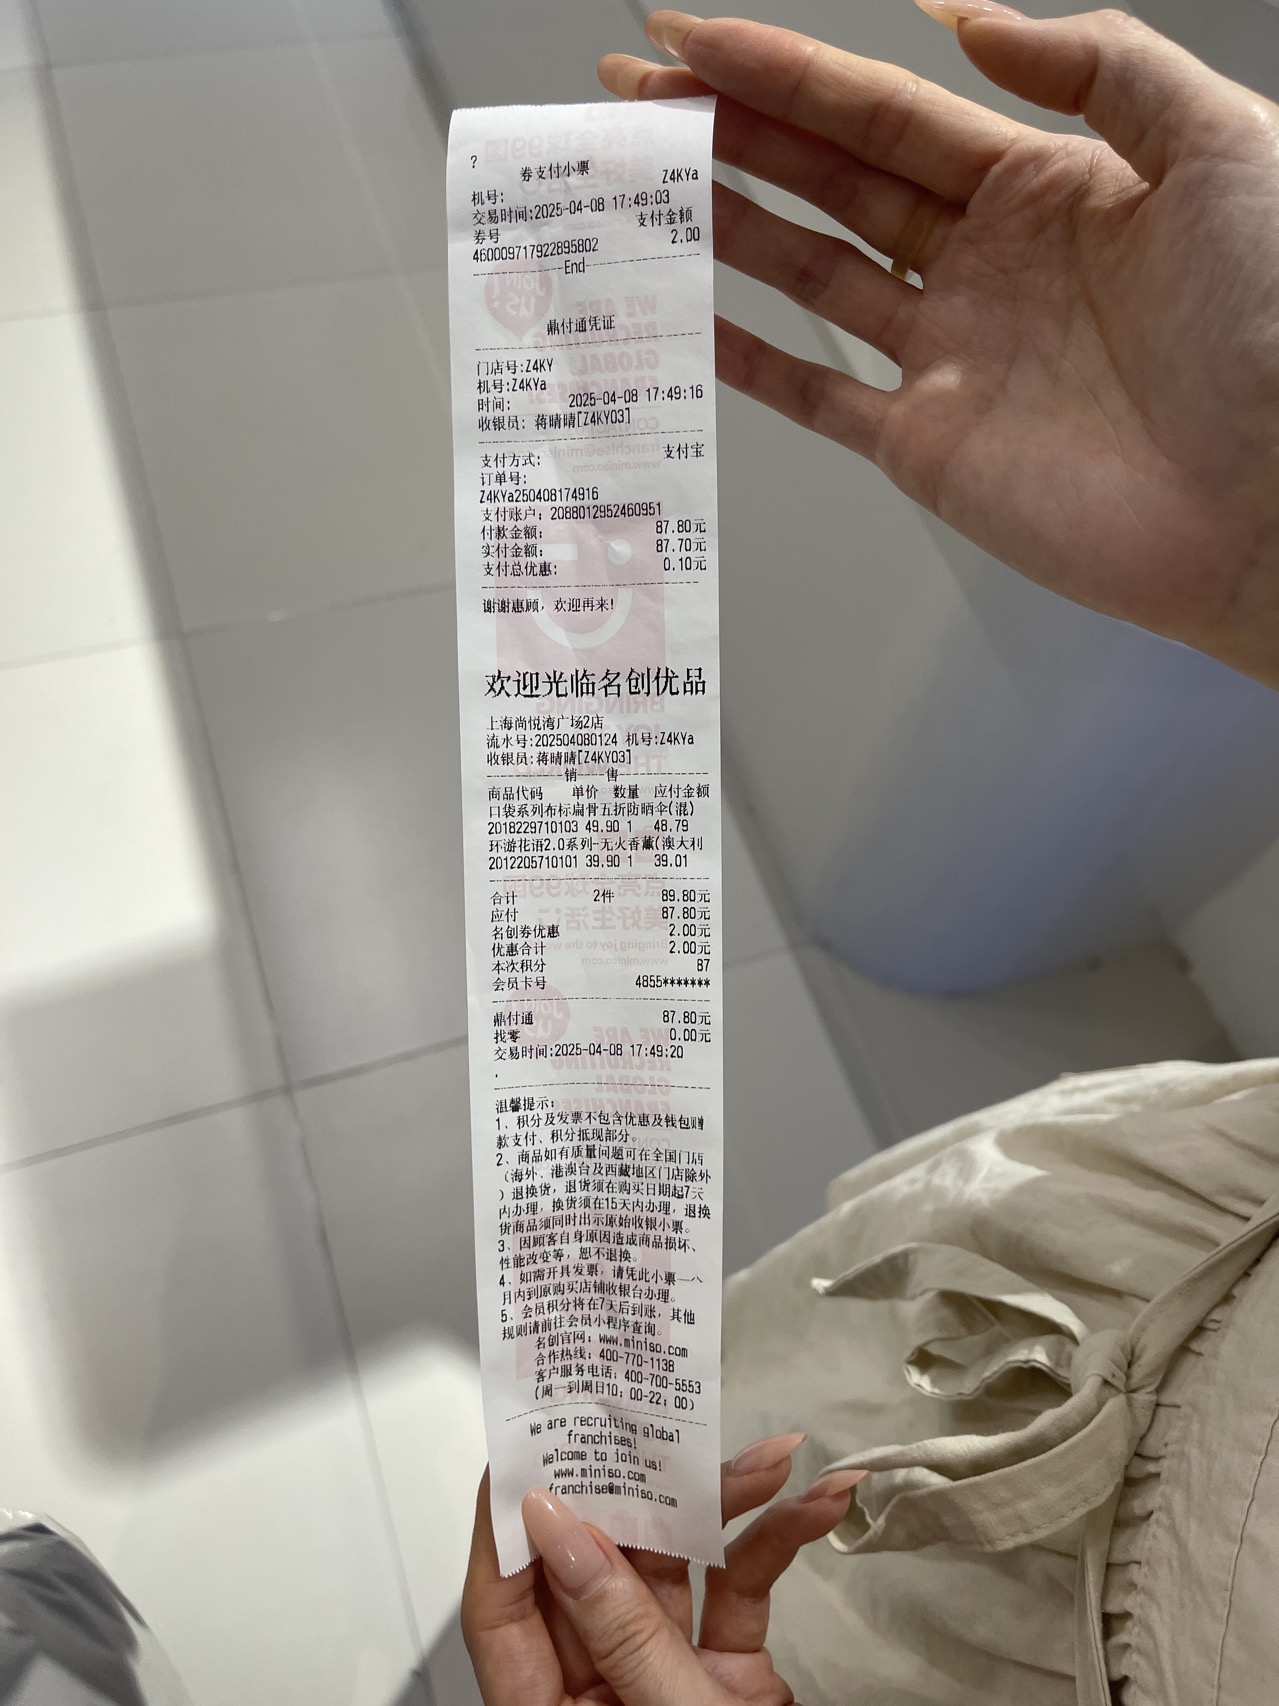 ?
券支付小票
机号: Z4KYa
交易时间:2025-04-08 17:49:03
券号 支付金额
460009717922895802 2.00
End
鼎付通凭证
门店号:Z4KY
机号:Z4KYa
时间: 2025-04-08 17:49:16
收银员: 蒋晴晴[Z4KY03]
支付方式: 支付宝
订单号:
Z4KYa250408174916
支付账户: 2088012952460951
付款金额: 87.80元
实付金额: 87.70元
支付总优惠: 0.10元
谢谢惠顾, 欢迎再来!
欢迎光临名创优品
上海尚悦湾广场2店
流水号:202504080124 机号:Z4KYa
收银员:蒋晴晴[Z4KY03]
销 售
商品代码 单价 数量 应付金额
口袋系列布标扁骨五折防晒伞(混)
2018229710103 49.90 1 48.79
环游花语2.0系列-无火香薰(澳大利
2012205710101 39.90 1 39.01
合计 2件 89.80元
应付 87.80元
名创券优惠 2.00元
优惠合计 2.00元
本次积分 87
会员卡号 4855*******
鼎付通 87.80元
找零 0.00元
交易时间:2025-04-08 17:49:20
.
温馨提示:
1、积分及发票不包含优惠及钱包赠
款支付、积分抵现部分。
2、商品如有质量问题可在全国门店
(海外、港澳台及西藏地区门店除外
)退换货, 退货须在购买日期起7天
内办理, 换货须在15天内办理, 退换
货商品须同时出示原始收银小票。
3、因顾客自身原因造成商品损坏、
性能改变等, 恕不退换。
4、如需开具发票, 请凭此小票一个
月内到原购买店铺收银台办理。
5、会员积分将在7天后到账, 其他
规则请前往会员小程序查询。
名创官网: www.miniso.com
合作热线: 400-770-1138
客户服务电话: 400-700-5553
(周一到周日10: 00-22: 00)
We are recruiting global
franchises!
Welcome to join us!
www.miniso.com
franchise@miniso.com